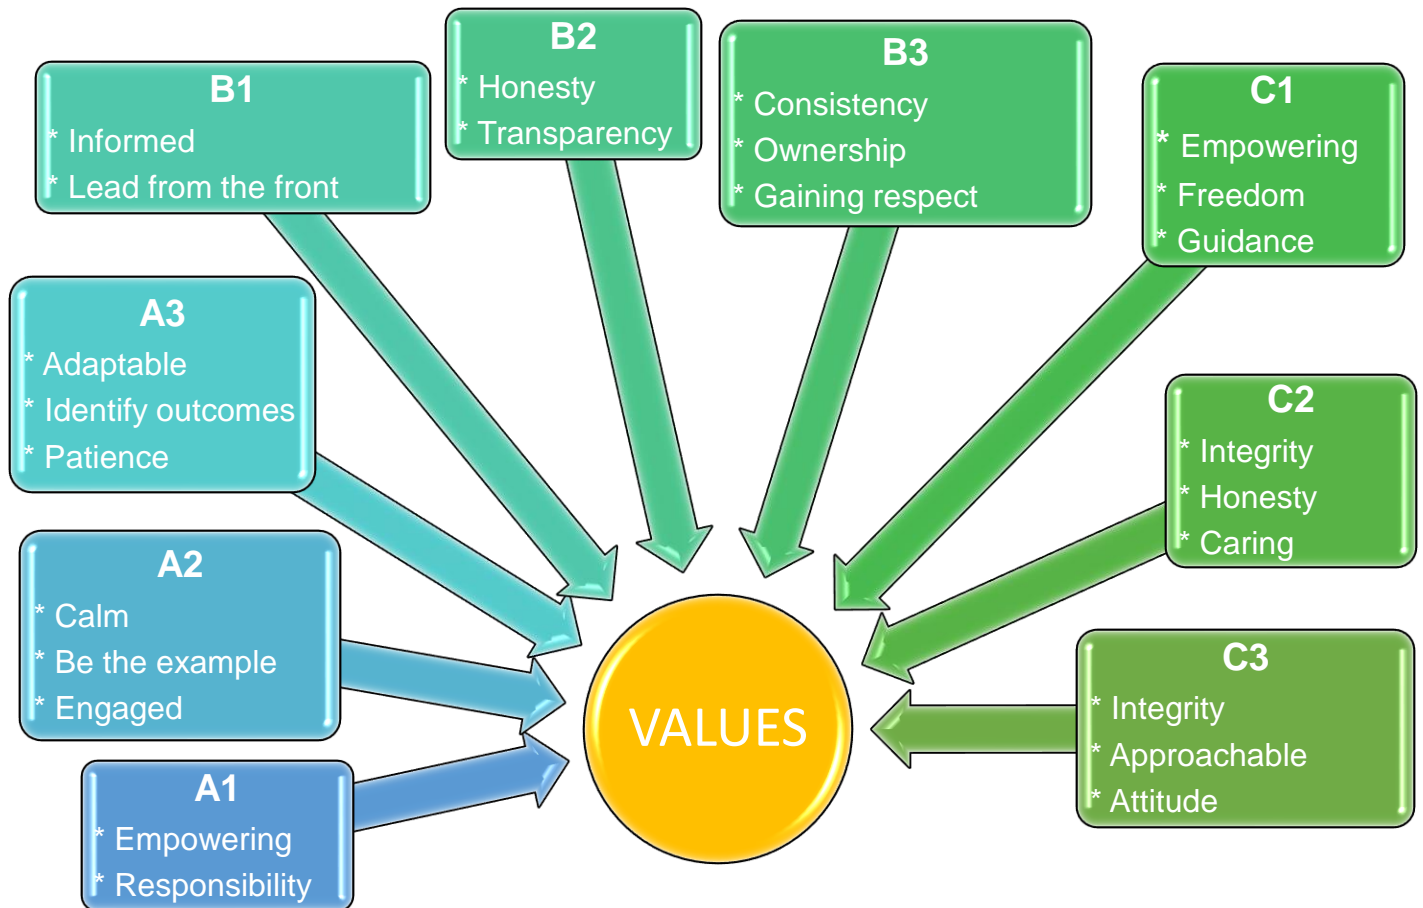 B1
* Informed
* Lead from the front
B2
* Honesty
* Transparency
B3
* Consistency
* Ownership
* Gaining respect
C1
* Empowering
* Freedom
* Guidance
A3
* Adaptable
* Identify outcomes
* Patience
C2
* Integrity
* Honesty
* Caring
A2
* Calm
* Be the example
* Engaged
C3
* Integrity
* Approachable
* Attitude
VALUES
A1
* Empowering
* Responsibility